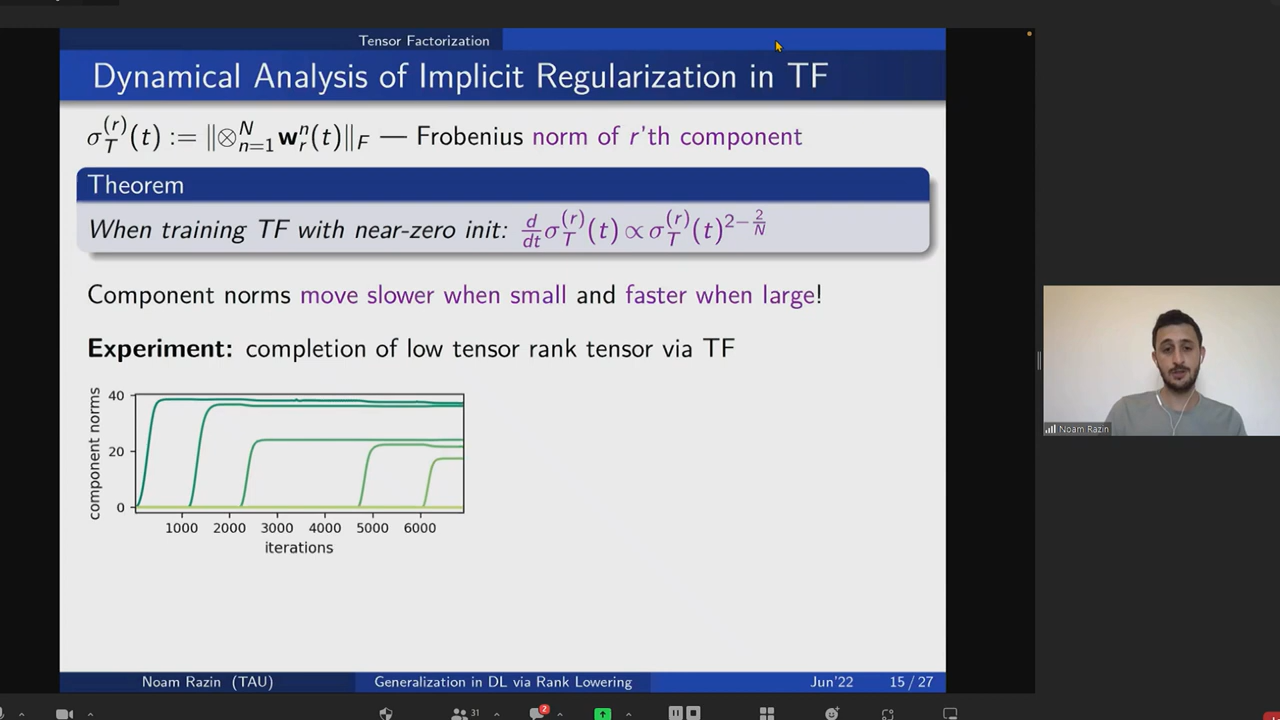 Tensor Factorization
Dynamical Analysis of Implicit Regularization in TF
σ_T^{(r)}(t) := ‖⊗_{n=1}^N w_r^n(t)‖_F — Frobenius norm of r'th component
Theorem
When training TF with near-zero init: d/dt σ_T^{(r)}(t) ∝ σ_T^{(r)}(t)^{2−2/N}
Component norms move slower when small and faster when large!
Experiment: completion of low tensor rank tensor via TF
component norms
40
20
0
1000 2000 3000 4000 5000 6000
iterations
Noam Razin
Noam Razin (TAU) Generalization in DL via Rank Lowering Jun'22 15 / 27
31 2